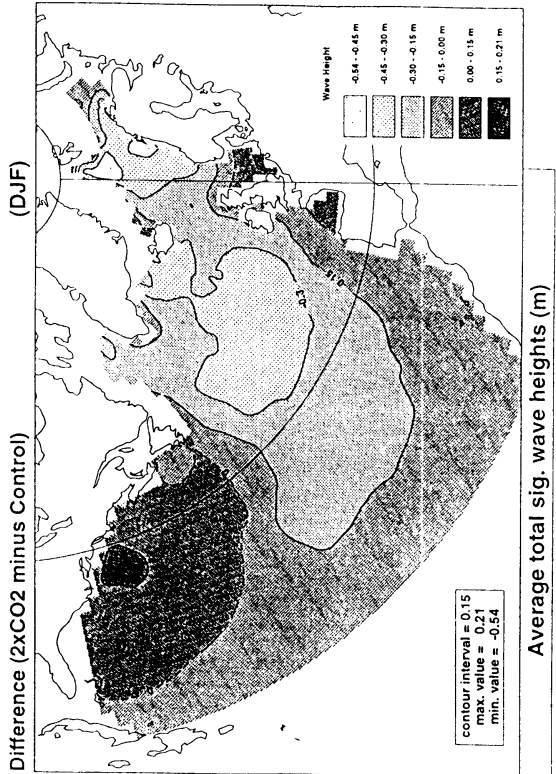 Difference (2xCO2 minus Control) (DJF)
Wave Height
-0.54 - -0.45 m
-0.45 - -0.30 m
-0.30 - -0.15 m
-0.15 - 0.00 m
0.00 - 0.15 m
0.15 - 0.21 m
-0.15
contour interval = 0.15
max. value = 0.21
min. value = -0.54
Average total sig. wave heights (m)